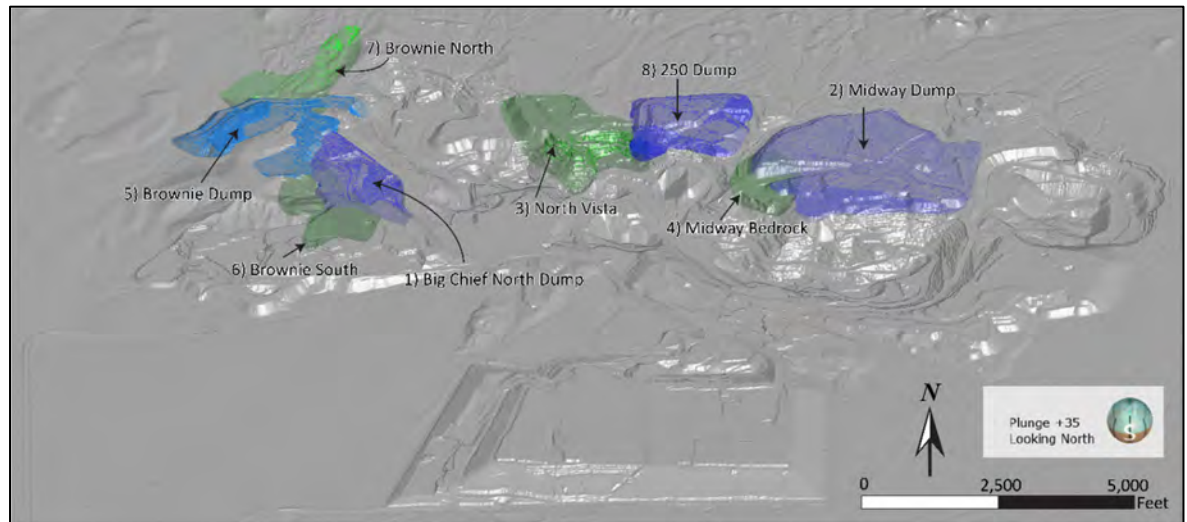 7) Brownie North
8) 250 Dump
2) Midway Dump
5) Brownie Dump
3) North Vista
4) Midway Bedrock
6) Brownie South
1) Big Chief North Dump
N
Plunge +35
Looking North
S
0 2,500 5,000
Feet